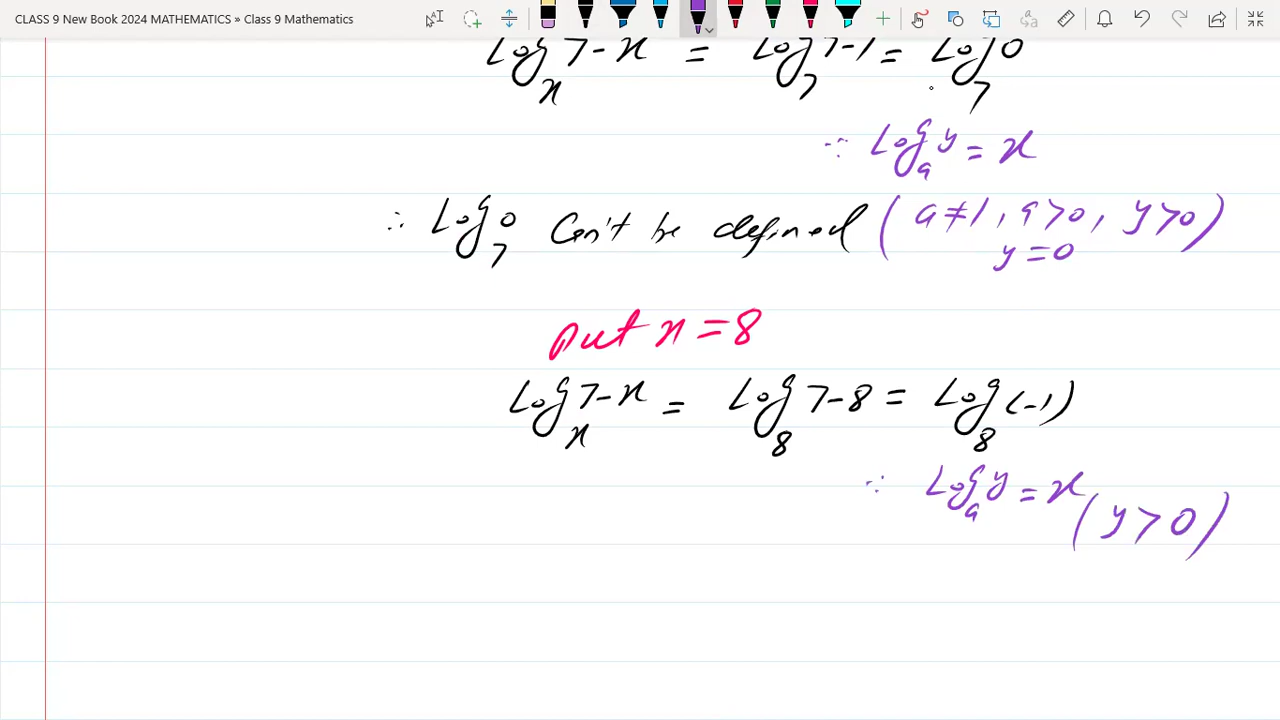 CLASS 9 New Book 2024 MATHEMATICS » Class 9 Mathematics
Log_x 7-x = Log_7 7-1 = Log_7 0
∵ Log_a y = x
∴ Log_7 0 Can't be defined (a≠1, a>0, y>0)
y=0
Put x=8
Log_x 7-x = Log_8 7-8 = Log_8 (-1)
∵ Log_a y = x (y>0)